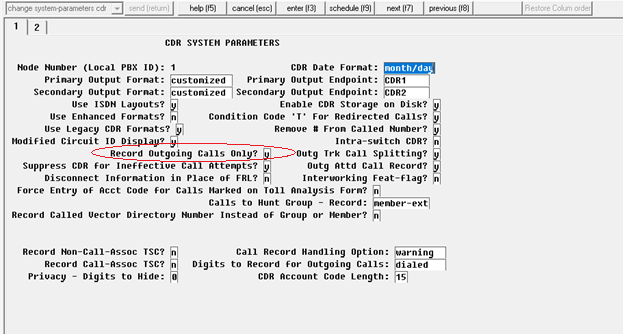 change system-parameters cdr send (return) help (f5) cancel (esc) enter (f3) schedule (f9) next (f7) previous (f8) Restore Colum order
1 2
CDR SYSTEM PARAMETERS
Node Number (Local PBX ID): 1 CDR Date Format: month/day
Primary Output Format: customized Primary Output Endpoint: CDR1
Secondary Output Format: customized Secondary Output Endpoint: CDR2
Use ISDN Layouts? y Enable CDR Storage on Disk? y
Use Enhanced Formats? n Condition Code 'T' For Redirected Calls? y
Use Legacy CDR Formats? y Remove # From Called Number? y
Modified Circuit ID Display? y Intra-switch CDR? n
Record Outgoing Calls Only? y Outg Trk Call Splitting? y
Suppress CDR for Ineffective Call Attempts? y Outg Attd Call Record? y
Disconnect Information in Place of FRL? n Interworking Feat-flag? n
Force Entry of Acct Code for Calls Marked on Toll Analysis Form? n
Calls to Hunt Group - Record: member-ext
Record Called Vector Directory Number Instead of Group or Member? n
Record Non-Call-Assoc TSC? n Call Record Handling Option: warning
Record Call-Assoc TSC? n Digits to Record for Outgoing Calls: dialed
Privacy - Digits to Hide: 0 CDR Account Code Length: 15